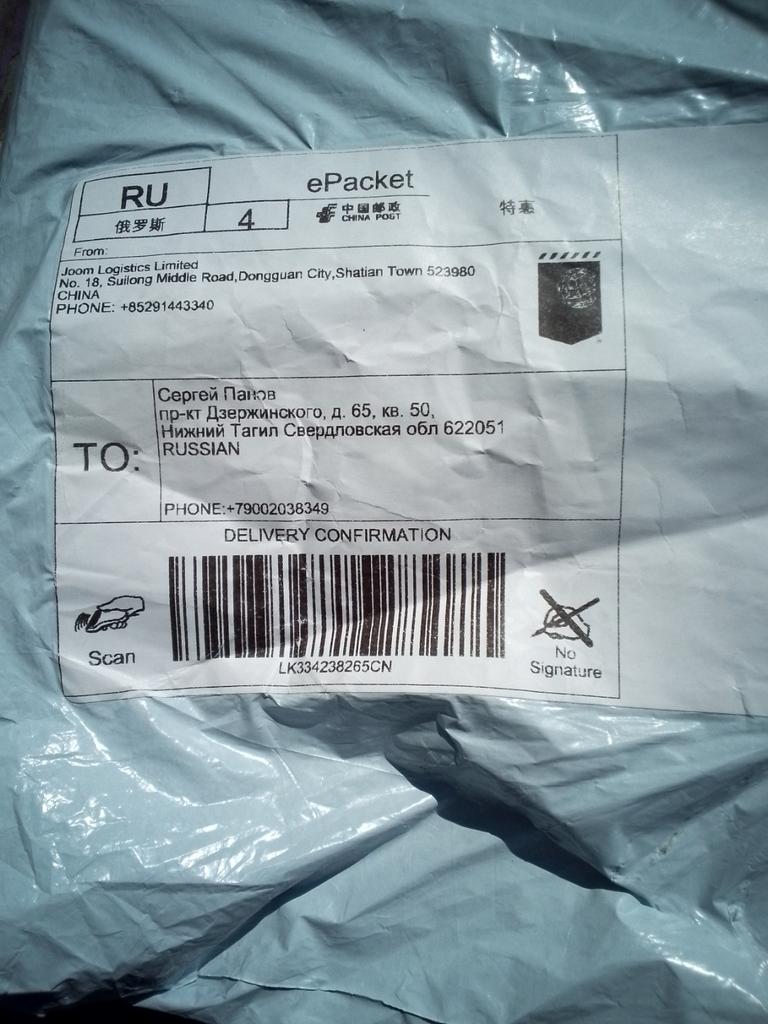 RU
俄罗斯
4
ePacket
中国邮政
CHINA POST
特惠
From:
Joom Logistics Limited
No. 18, Suilong Middle Road,Dongguan City,Shatian Town 523980
CHINA
PHONE: +85291443340
TO:
Сергей Панов
пр-кт Дзержинского, д. 65, кв. 50,
Нижний Тагил Свердловская обл 622051
RUSSIAN
PHONE:+79002038349
DELIVERY CONFIRMATION
Scan
LK334238265CN
No
Signature